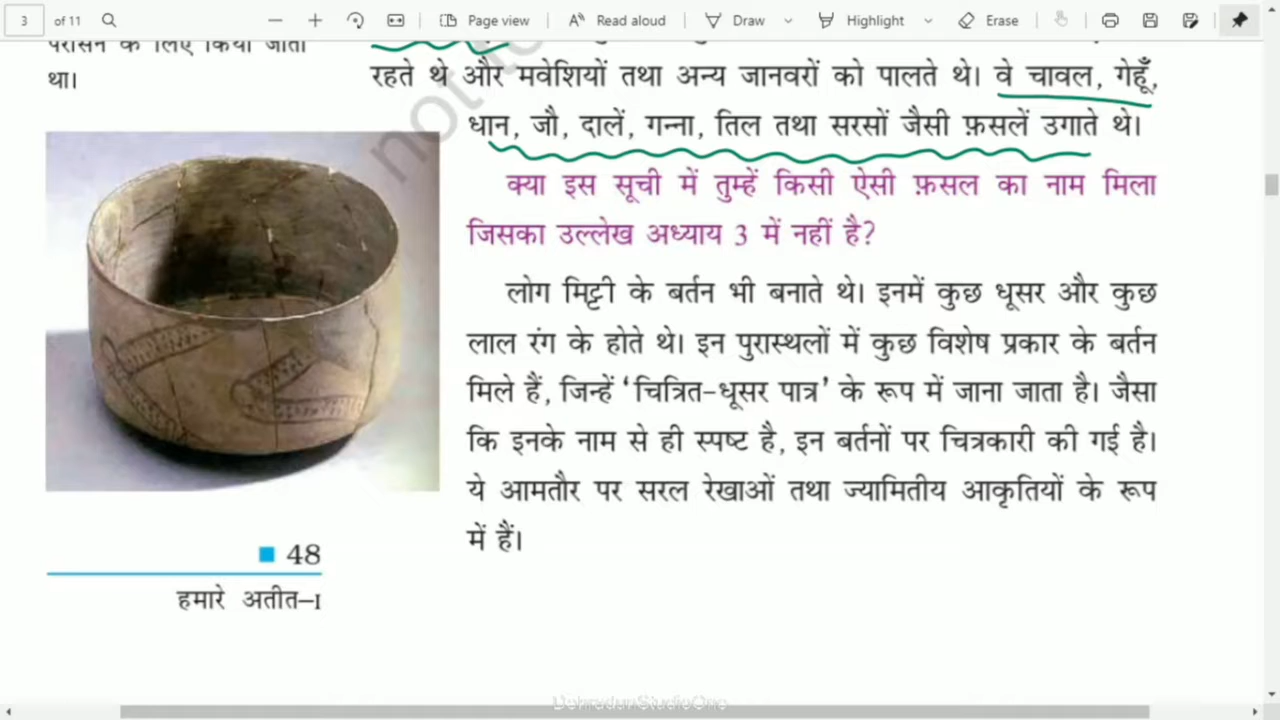 3 of 11 Page view Read aloud Draw Highlight Erase
परोसने के लिए किया जाता
था।
रहते थे और मवेशियों तथा अन्य जानवरों को पालते थे। वे चावल, गेहूँ,
धान, जौ, दालें, गन्ना, तिल तथा सरसों जैसी फ़सलें उगाते थे।
क्या इस सूची में तुम्हें किसी ऐसी फ़सल का नाम मिला
जिसका उल्लेख अध्याय 3 में नहीं है?
लोग मिट्टी के बर्तन भी बनाते थे। इनमें कुछ धूसर और कुछ
लाल रंग के होते थे। इन पुरास्थलों में कुछ विशेष प्रकार के बर्तन
मिले हैं, जिन्हें ‘चित्रित-धूसर पात्र’ के रूप में जाना जाता है। जैसा
कि इनके नाम से ही स्पष्ट है, इन बर्तनों पर चित्रकारी की गई है।
ये आमतौर पर सरल रेखाओं तथा ज्यामितीय आकृतियों के रूप
में हैं।
■ 48
हमारे अतीत–I
DehradunStudioOne